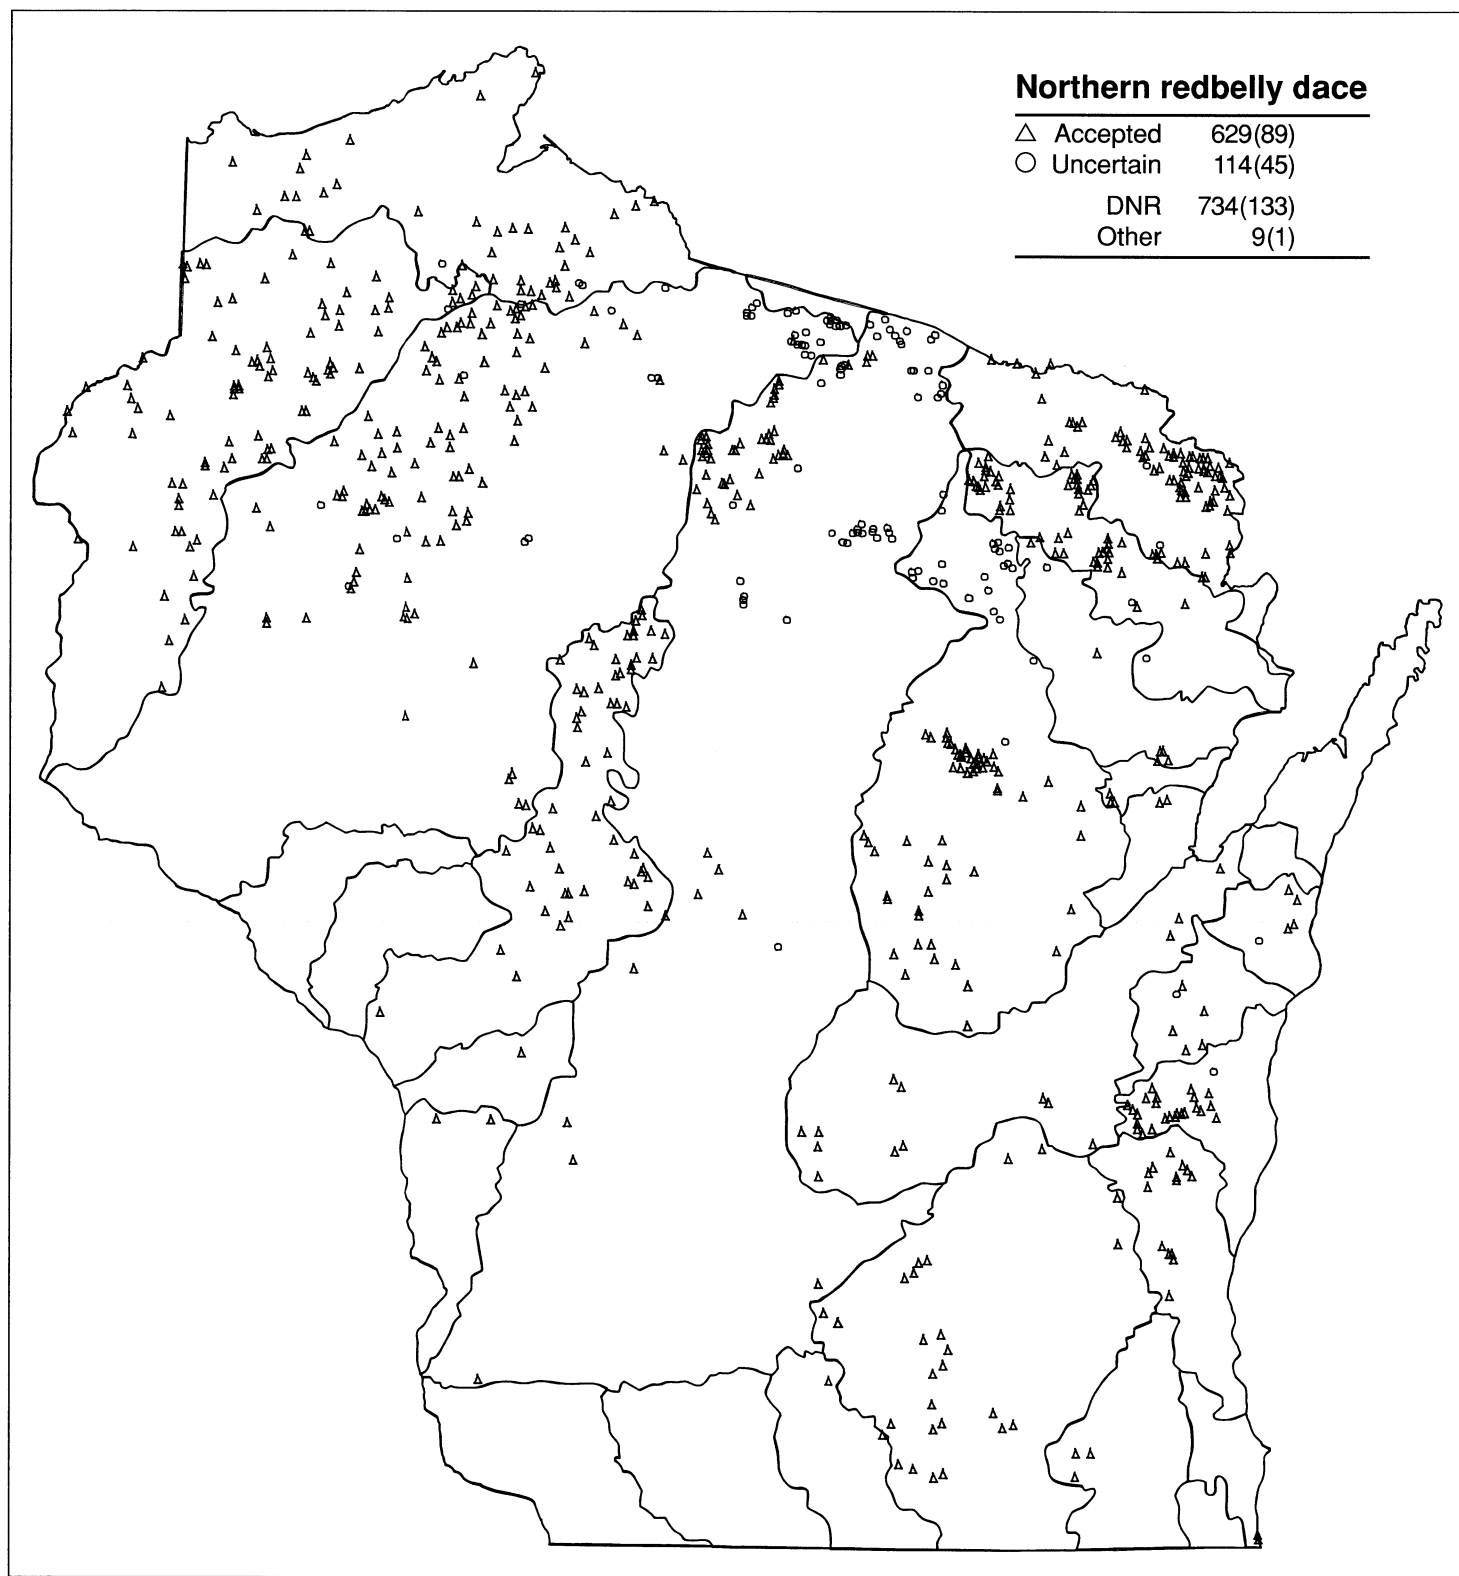 Northern redbelly dace
Accepted 629(89)
Uncertain 114(45)
DNR 734(133)
Other 9(1)